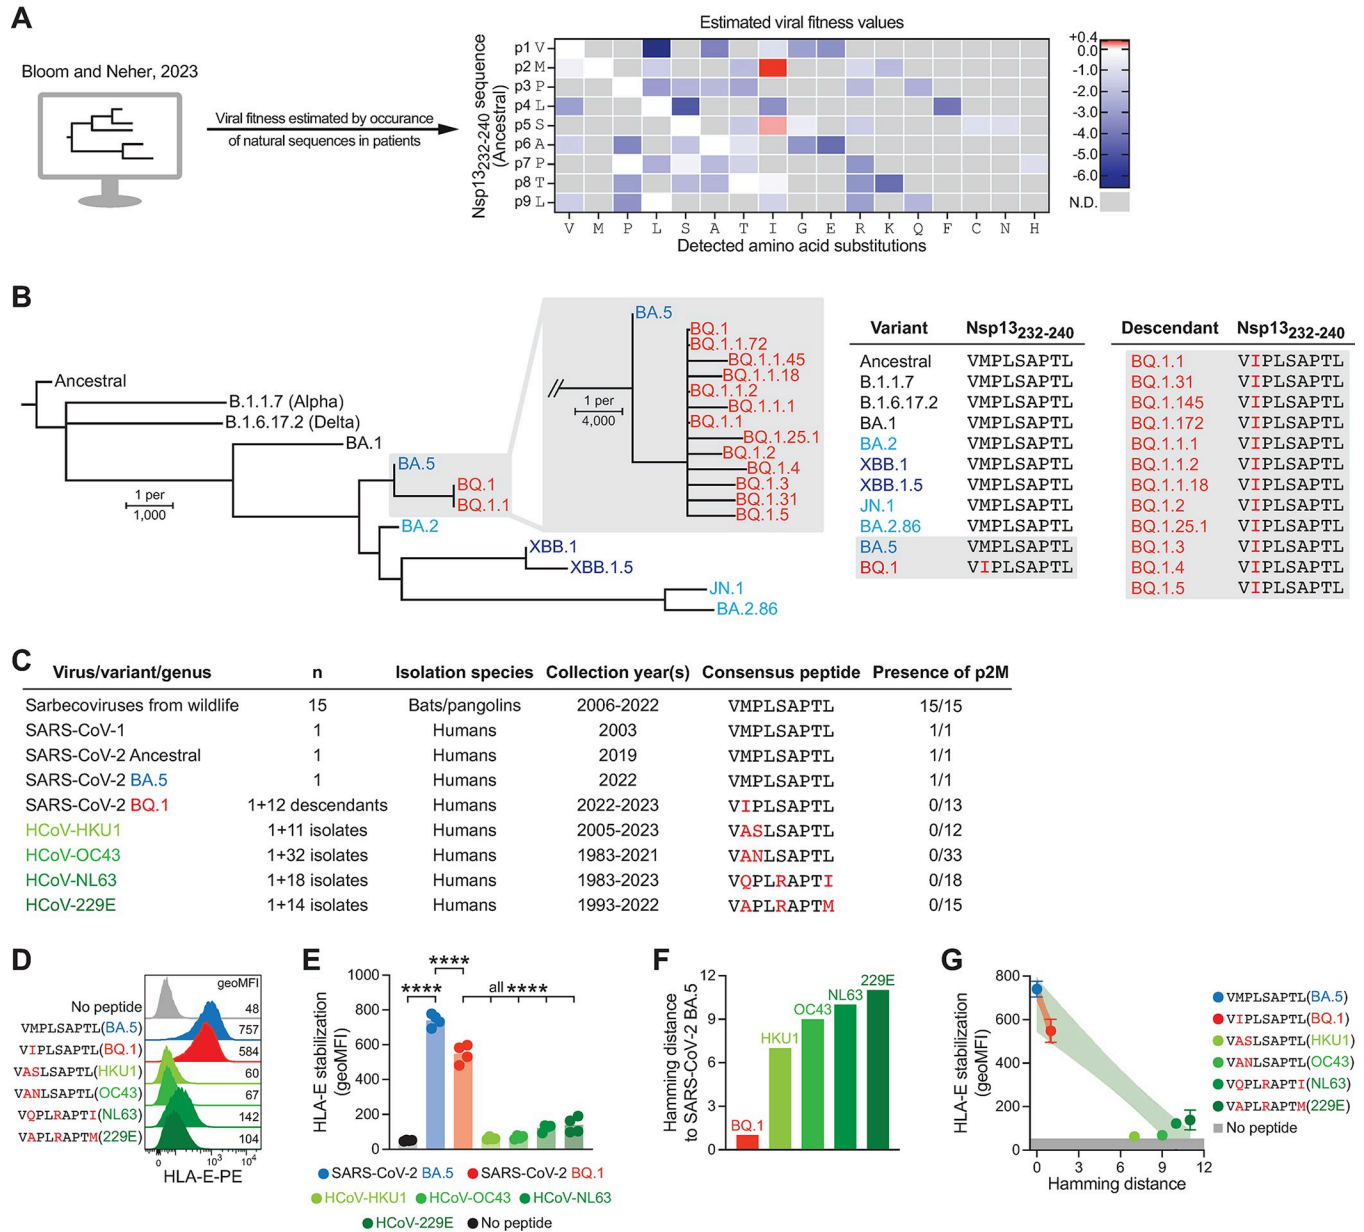 A
Bloom and Neher, 2023
Viral fitness estimated by occurance
of natural sequences in patients
Estimated viral fitness values
Nsp13232-240 sequence
(Ancestral)
p1 V
p2 M
p3 P
p4 L
p5 S
p6 A
p7 P
p8 T
p9 L
V M P L S A T I G E R K Q F C N H
Detected amino acid substitutions
+0.4
0.0
-1.0
-2.0
-3.0
-4.0
-5.0
-6.0
N.D.
B
Ancestral
B.1.1.7 (Alpha)
B.1.6.17.2 (Delta)
BA.1
BA.5
BQ.1
BQ.1.1
BA.2
XBB.1
XBB.1.5
JN.1
BA.2.86
1 per
1,000
BA.5
BQ.1
BQ.1.1.72
BQ.1.1.45
BQ.1.1.18
BQ.1.1.2
BQ.1.1.1
BQ.1.1
BQ.1.25.1
BQ.1.2
BQ.1.4
BQ.1.3
BQ.1.31
BQ.1.5
1 per
4,000
Variant Nsp13232-240
Ancestral VMPLSAPTL
B.1.1.7 VMPLSAPTL
B.1.6.17.2 VMPLSAPTL
BA.1 VMPLSAPTL
BA.2 VMPLSAPTL
XBB.1 VMPLSAPTL
XBB.1.5 VMPLSAPTL
JN.1 VMPLSAPTL
BA.2.86 VMPLSAPTL
BA.5 VMPLSAPTL
BQ.1 VIPLSAPTL
Descendant Nsp13232-240
BQ.1.1 VIPLSAPTL
BQ.1.31 VIPLSAPTL
BQ.1.145 VIPLSAPTL
BQ.1.172 VIPLSAPTL
BQ.1.1.1 VIPLSAPTL
BQ.1.1.2 VIPLSAPTL
BQ.1.1.18 VIPLSAPTL
BQ.1.2 VIPLSAPTL
BQ.1.25.1 VIPLSAPTL
BQ.1.3 VIPLSAPTL
BQ.1.4 VIPLSAPTL
BQ.1.5 VIPLSAPTL
C
Virus/variant/genus n Isolation species Collection year(s) Consensus peptide Presence of p2M
Sarbecoviruses from wildlife 15 Bats/pangolins 2006-2022 VMPLSAPTL 15/15
SARS-CoV-1 1 Humans 2003 VMPLSAPTL 1/1
SARS-CoV-2 Ancestral 1 Humans 2019 VMPLSAPTL 1/1
SARS-CoV-2 BA.5 1 Humans 2022 VMPLSAPTL 1/1
SARS-CoV-2 BQ.1 1+12 descendants Humans 2022-2023 VIPLSAPTL 0/13
HCoV-HKU1 1+11 isolates Humans 2005-2023 VASLSAPTL 0/12
HCoV-OC43 1+32 isolates Humans 1983-2021 VANLSAPTL 0/33
HCoV-NL63 1+18 isolates Humans 1983-2023 VQPLRAPTI 0/18
HCoV-229E 1+14 isolates Humans 1993-2022 VAPLRAPTM 0/15
D
geoMFI
No peptide 48
VMPLSAPTL(BA.5) 757
VIPLSAPTL(BQ.1) 584
VASLSAPTL(HKU1) 60
VANLSAPTL(OC43) 67
VQPLRAPTI(NL63) 142
VAPLRAPTM(229E) 104
0 103 104
HLA-E-PE
E
HLA-E stabilization
(geoMFI)
1000
800
600
400
200
0
****
****
all ****
SARS-CoV-2 BA.5 SARS-CoV-2 BQ.1
HCoV-HKU1 HCoV-OC43 HCoV-NL63
HCoV-229E No peptide
F
Hamming distance
to SARS-CoV-2 BA.5
12
9
6
3
0
BQ.1
HKU1
OC43
NL63
229E
G
HLA-E stabilization
(geoMFI)
800
600
400
200
0
0 3 6 9 12
Hamming distance
VMPLSAPTL(BA.5)
VIPLSAPTL(BQ.1)
VASLSAPTL(HKU1)
VANLSAPTL(OC43)
VQPLRAPTI(NL63)
VAPLRAPTM(229E)
No peptide